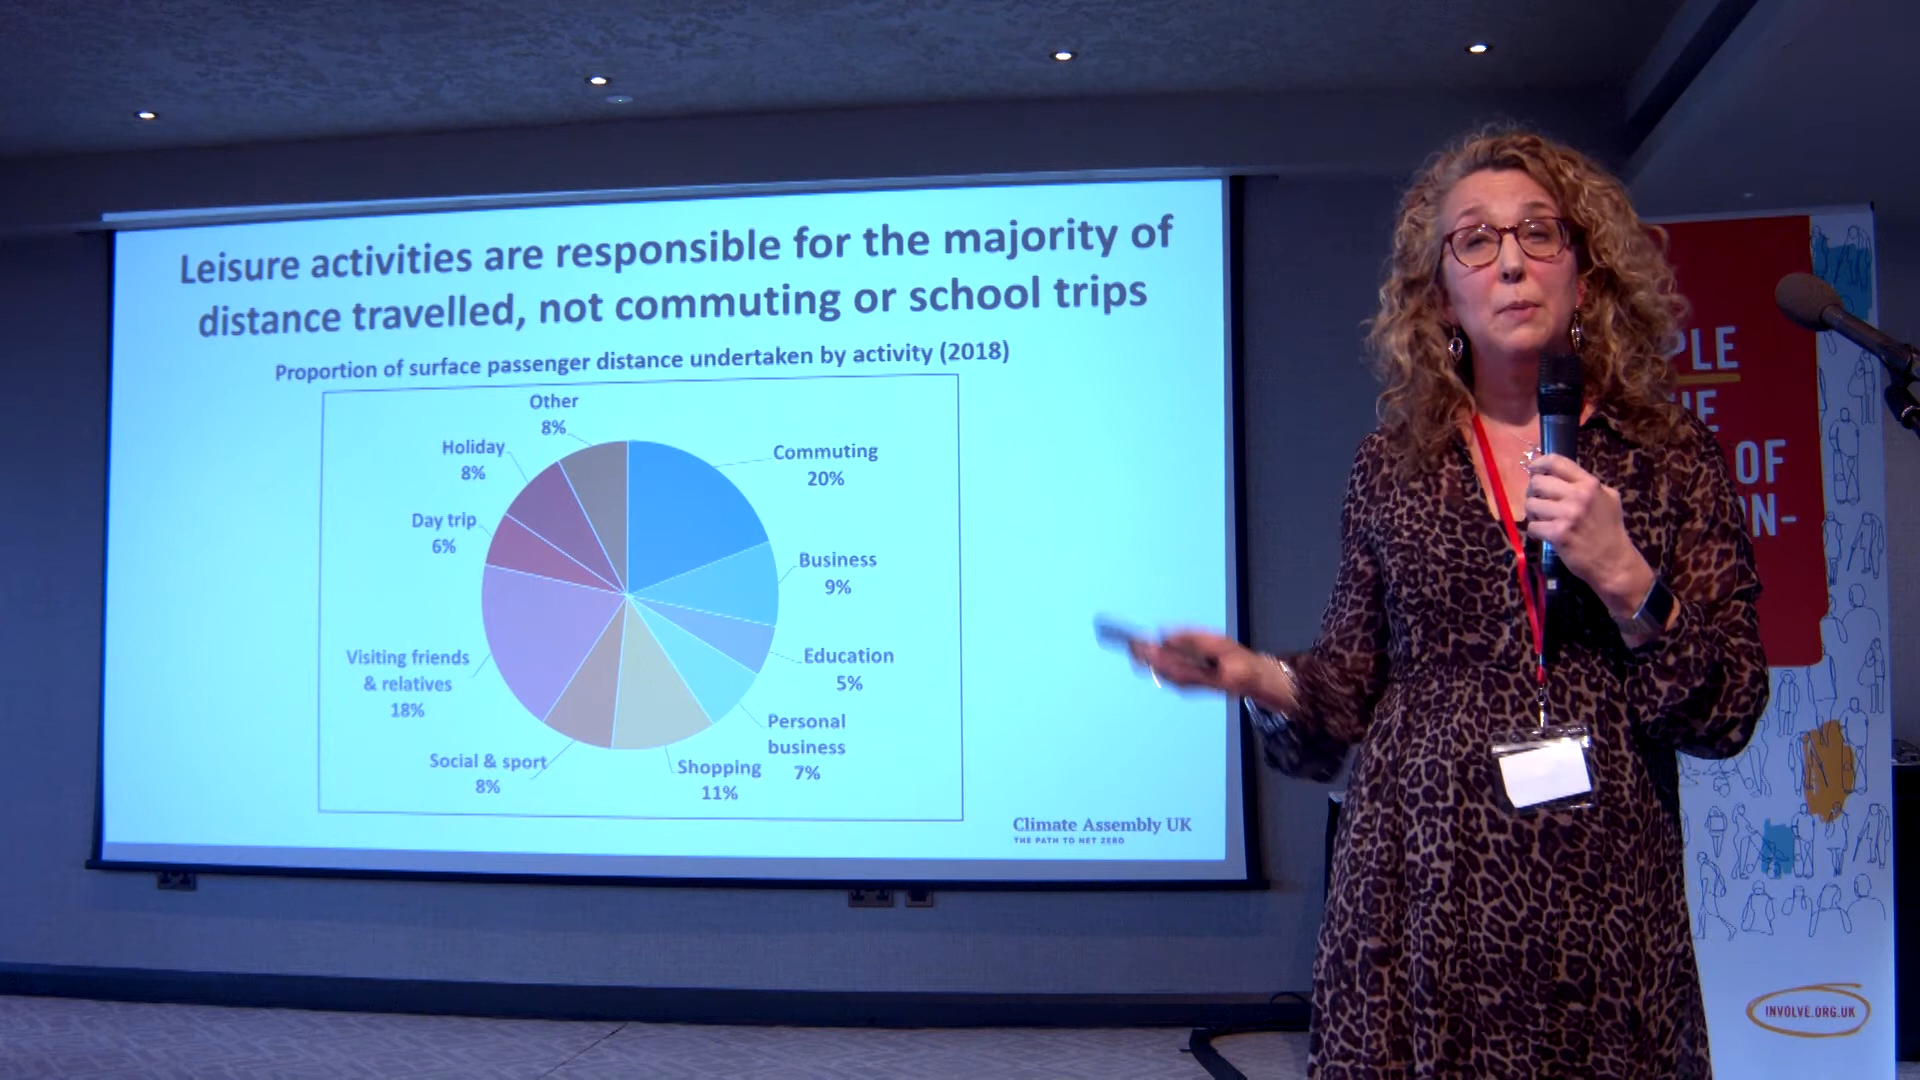 Leisure activities are responsible for the majority of
distance travelled, not commuting or school trips
Proportion of surface passenger distance undertaken by activity (2018)
Other
8%
Commuting
20%
Business
9%
Education
5%
Personal
business
7%
Shopping
11%
Social & sport
8%
Visiting friends
& relatives
18%
Day trip
6%
Holiday
8%
Climate Assembly UK
THE PATH TO NET ZERO
PLE
OF
N-
INVOLVE.ORG.UK